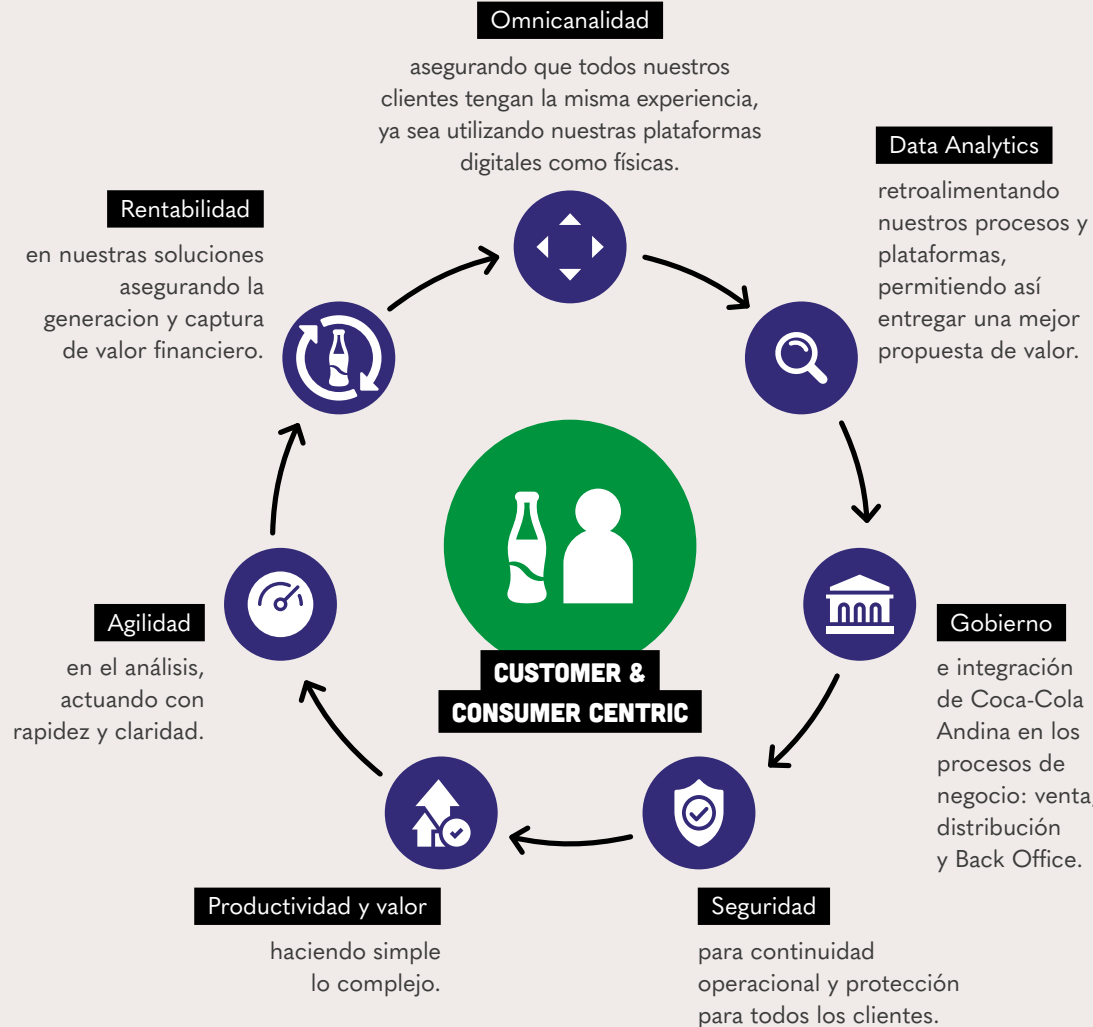 Omnicanalidad
asegurando que todos nuestros
clientes tengan la misma experiencia,
ya sea utilizando nuestras plataformas
digitales como físicas.
Data Analytics
retroalimentando
nuestros procesos y
plataformas,
permitiendo así
entregar una mejor
propuesta de valor.
Gobierno
e integración
de Coca-Cola
Andina en los
procesos de
negocio: venta,
distribución
y Back Office.
Seguridad
para continuidad
operacional y protección
para todos los clientes.
Productividad y valor
haciendo simple
lo complejo.
Agilidad
en el análisis,
actuando con
rapidez y claridad.
Rentabilidad
en nuestras soluciones
asegurando la
generacion y captura
de valor financiero.
CUSTOMER &
CONSUMER CENTRIC